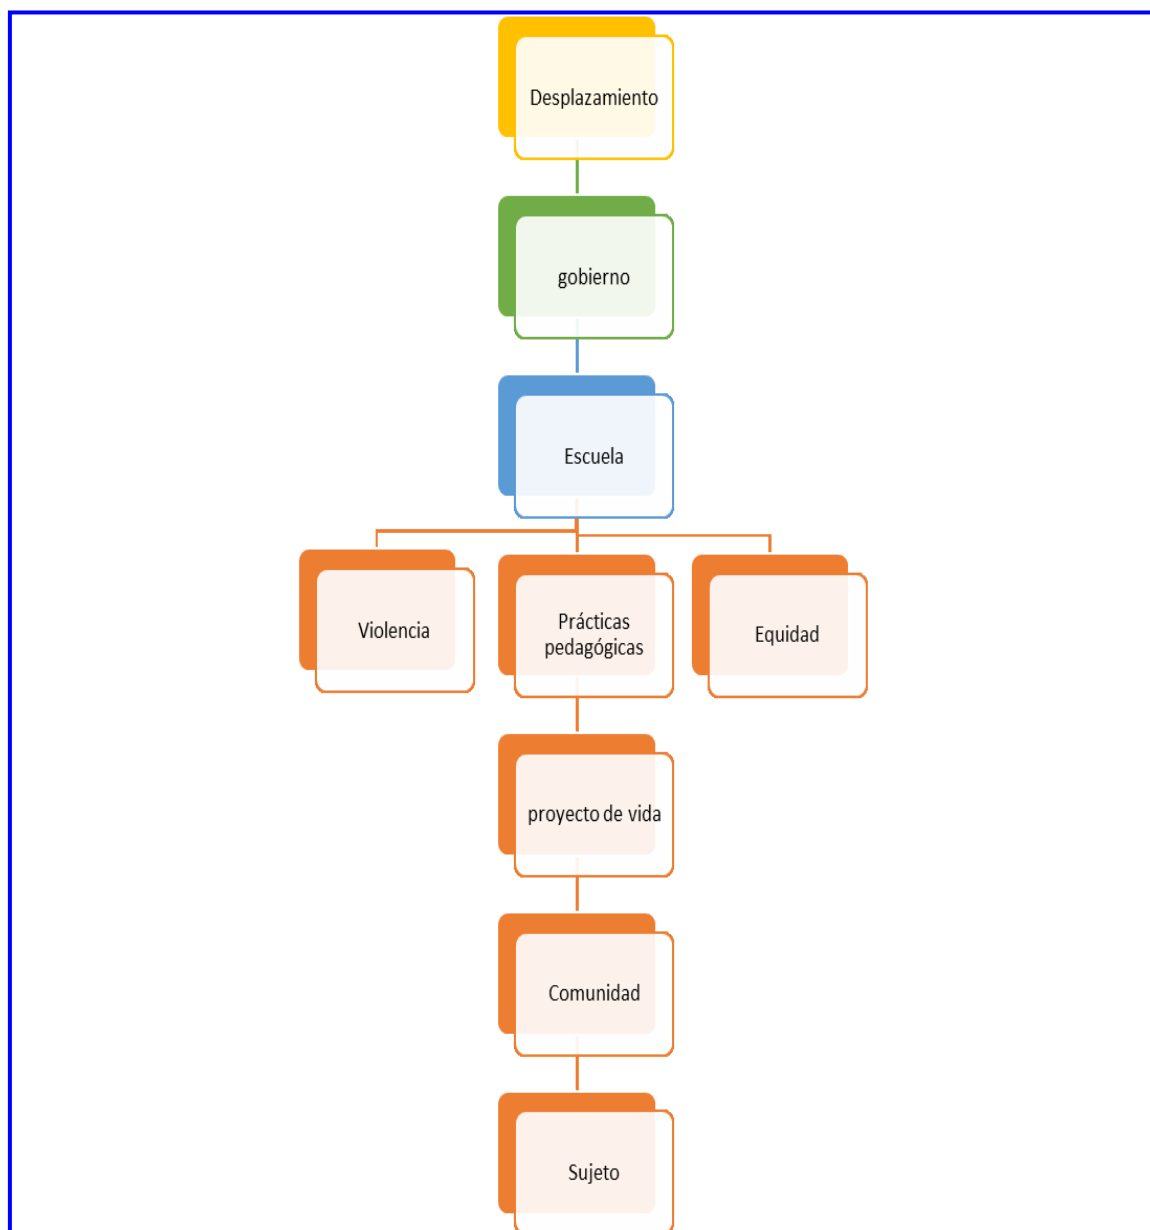 Desplazamiento
gobierno
Escuela
Violencia
Prácticas
pedagógicas
Equidad
proyecto de vida
Comunidad
Sujeto